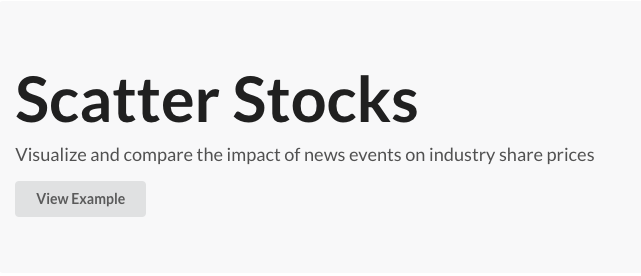 Scatter Stocks
Visualize and compare the impact of news events on industry share prices
View Example